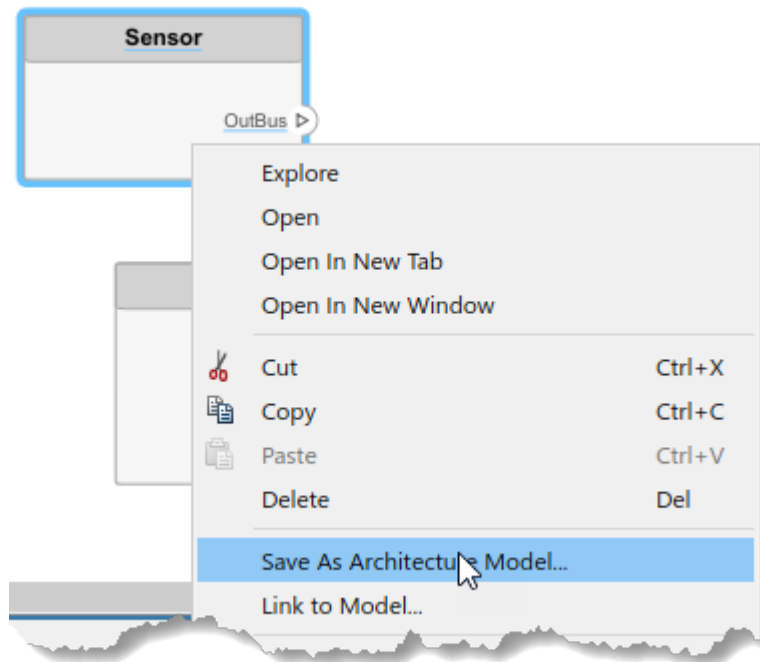 Sensor
OutBus
Explore
Open
Open In New Tab
Open In New Window
Cut Ctrl+X
Copy Ctrl+C
Paste Ctrl+V
Delete Del
Save As Architecture Model...
Link to Model...